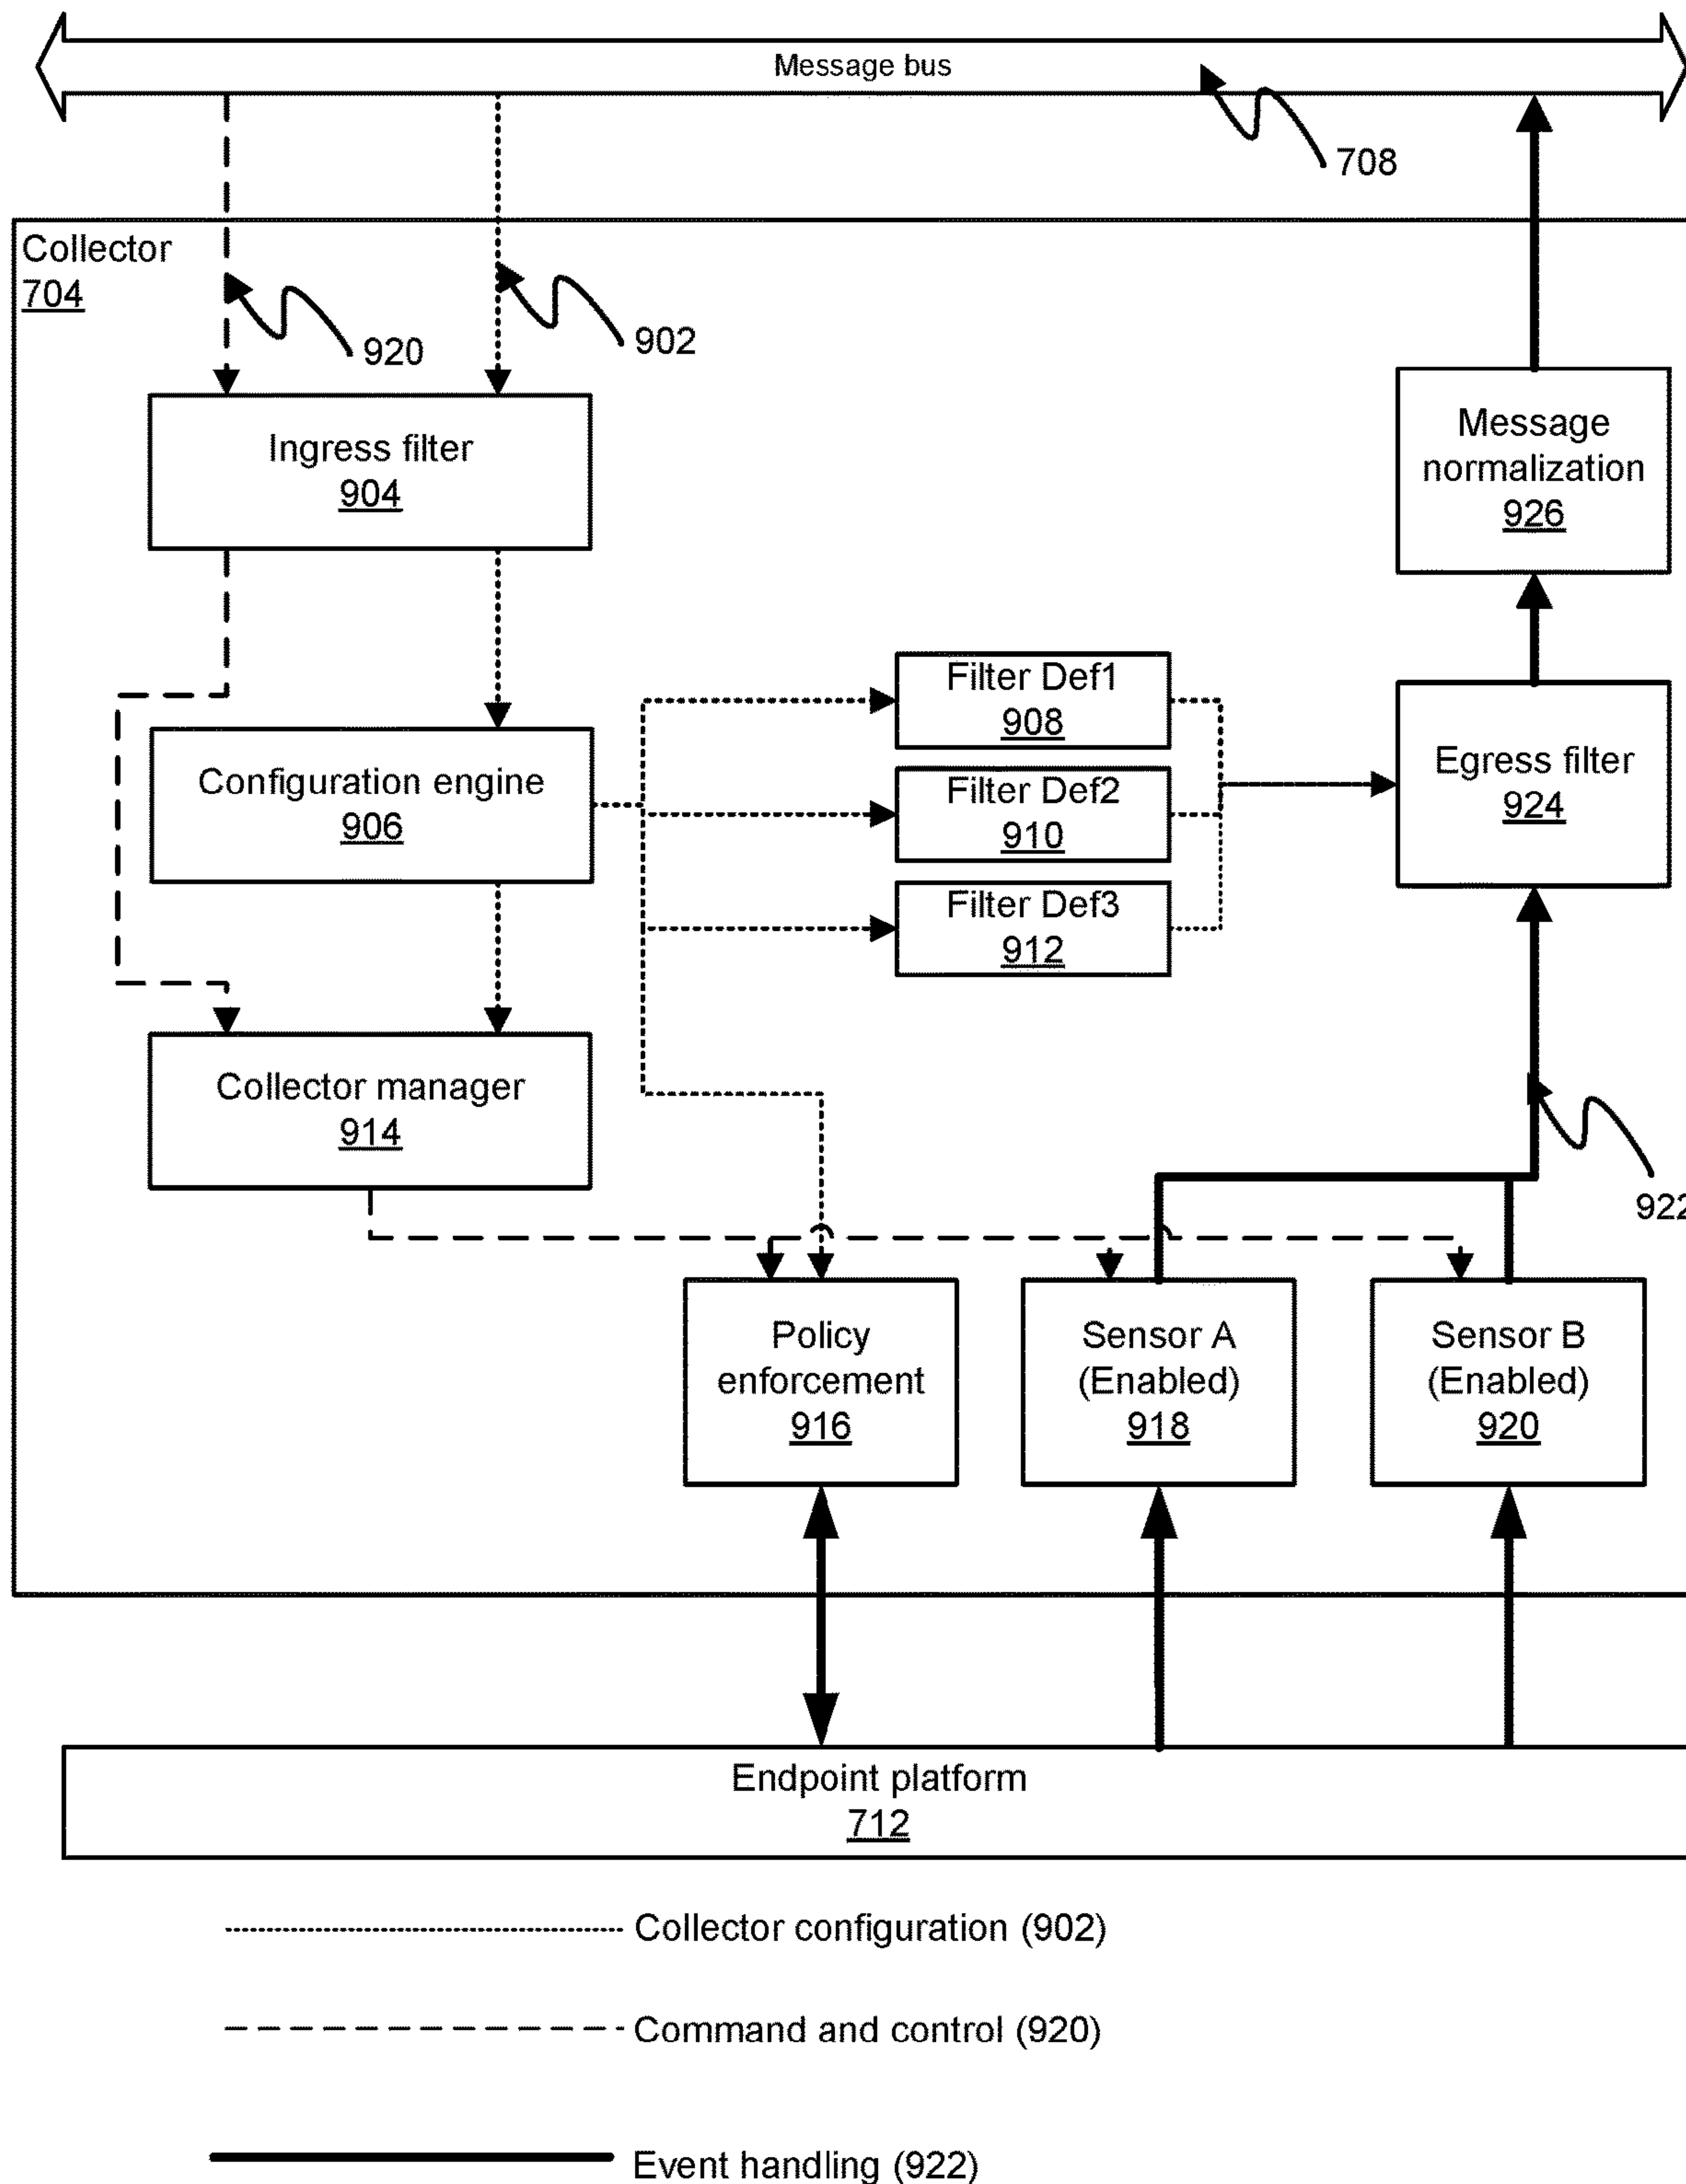 Message bus
708
Collector
704
920
902
Ingress filter
904
Message
normalization
926
Filter Def1
908
Configuration engine
906
Filter Def2
910
Egress filter
924
Filter Def3
912
Collector manager
914
922
Policy
enforcement
916
Sensor A
(Enabled)
918
Sensor B
(Enabled)
920
Endpoint platform
712
Collector configuration (902)
Command and control (920)
Event handling (922)